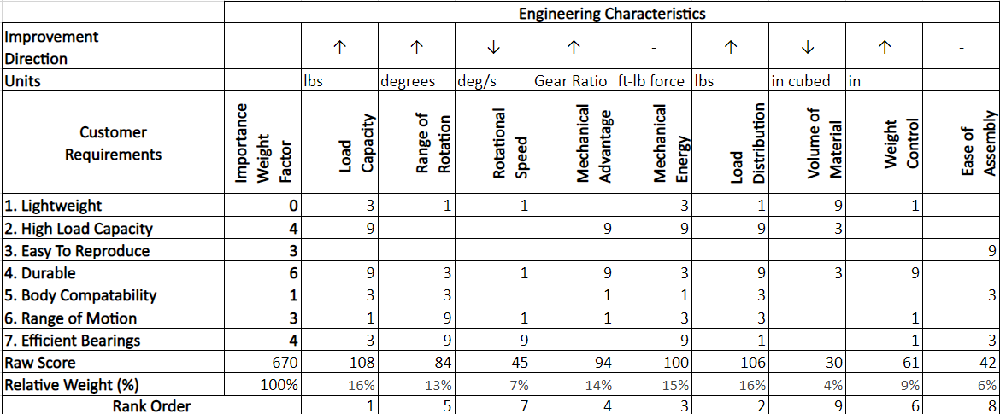 Engineering Characteristics
Improvement Direction ↑ ↑ ↓ ↑ - ↑ ↓ ↑ -
Units lbs degrees deg/s Gear Ratio ft-lb force lbs in cubed in
Customer Requirements Importance Weight Factor Load Capacity Range of Rotation Rotational Speed Mechanical Advantage Mechanical Energy Load Distribution Volume of Material Weight Control Ease of Assembly
1. Lightweight 0 3 1 1 3 1 9 1
2. High Load Capacity 4 9 9 9 9 3
3. Easy To Reproduce 3 9
4. Durable 6 9 3 1 9 3 9 3 9
5. Body Compatability 1 3 3 1 1 3 3
6. Range of Motion 3 1 9 1 1 3 3 1
7. Efficient Bearings 4 3 9 9 9 1 1 3
Raw Score 670 108 84 45 94 100 106 30 61 42
Relative Weight (%) 100% 16% 13% 7% 14% 15% 16% 4% 9% 6%
Rank Order 1 5 7 4 3 2 9 6 8